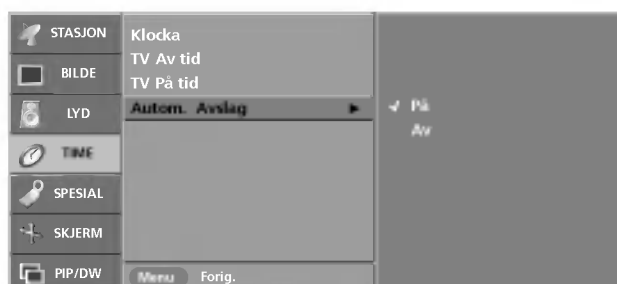 STASJON
BILDE
LYD
TIME
SPESIAL
SKJERM
PIP/DW
Klocka
TV Av tid
TV På tid
Autom. Avslag
På
Av
Menu Forig.